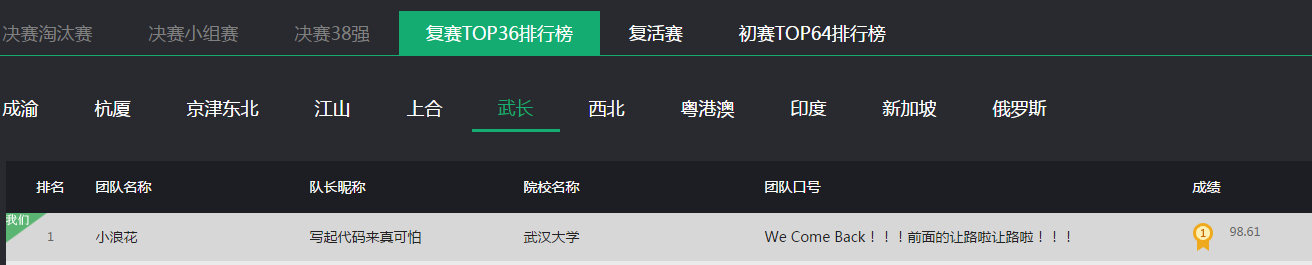 决赛淘汰赛 决赛小组赛 决赛38强 复赛TOP36排行榜 复活赛 初赛TOP64排行榜
成渝 杭厦 京津东北 江山 上合 武长 西北 粤港澳 印度 新加坡 俄罗斯
排名 团队名称 队长昵称 院校名称 团队口号 成绩
我们
1 小浪花 写起代码来真可怕 武汉大学 We Come Back！！！前面的让路啦让路啦！！！ 1 98.61